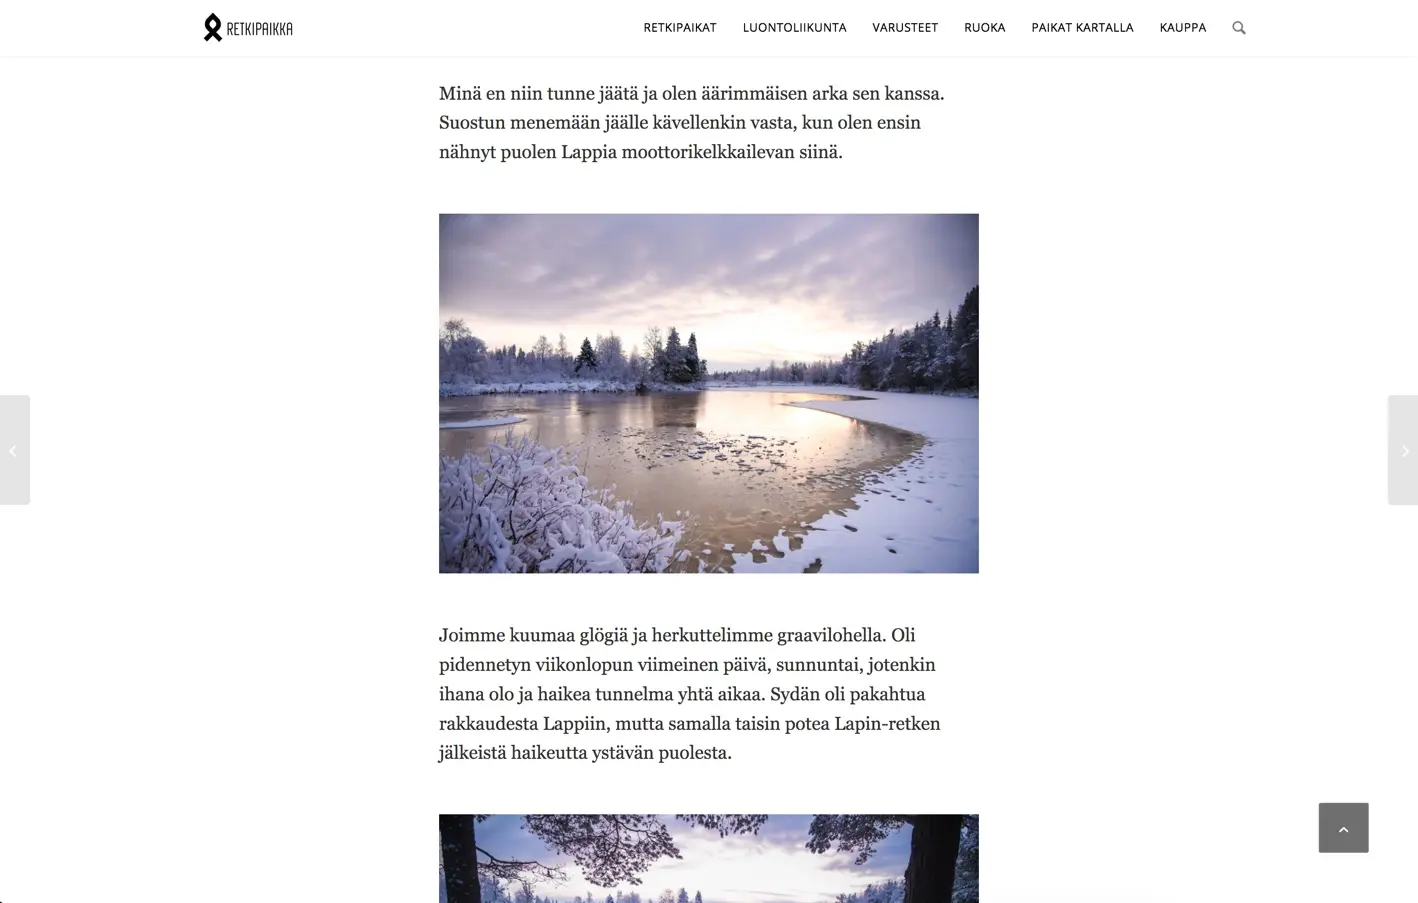 RETKIPAIKKA
RETKIPAIKAT LUONTOLIIKUNTA VARUSTEET RUOKA PAIKAT KARTALLA KAUPPA
Minä en niin tunne jäätä ja olen äärimmäisen arka sen kanssa.
Suostun menemään jäälle kävellenkin vasta, kun olen ensin
nähnyt puolen Lappia moottorikelkkailevan siinä.
Joimme kuumaa glögiä ja herkuttelimme graavilohella. Oli
pidennetyn viikonlopun viimeinen päivä, sunnuntai, jotenkin
ihana olo ja haikea tunnelma yhtä aikaa. Sydän oli pakahtua
rakkaudesta Lappiin, mutta samalla taisin potea Lapin-retken
jälkeistä haikeutta ystävän puolesta.